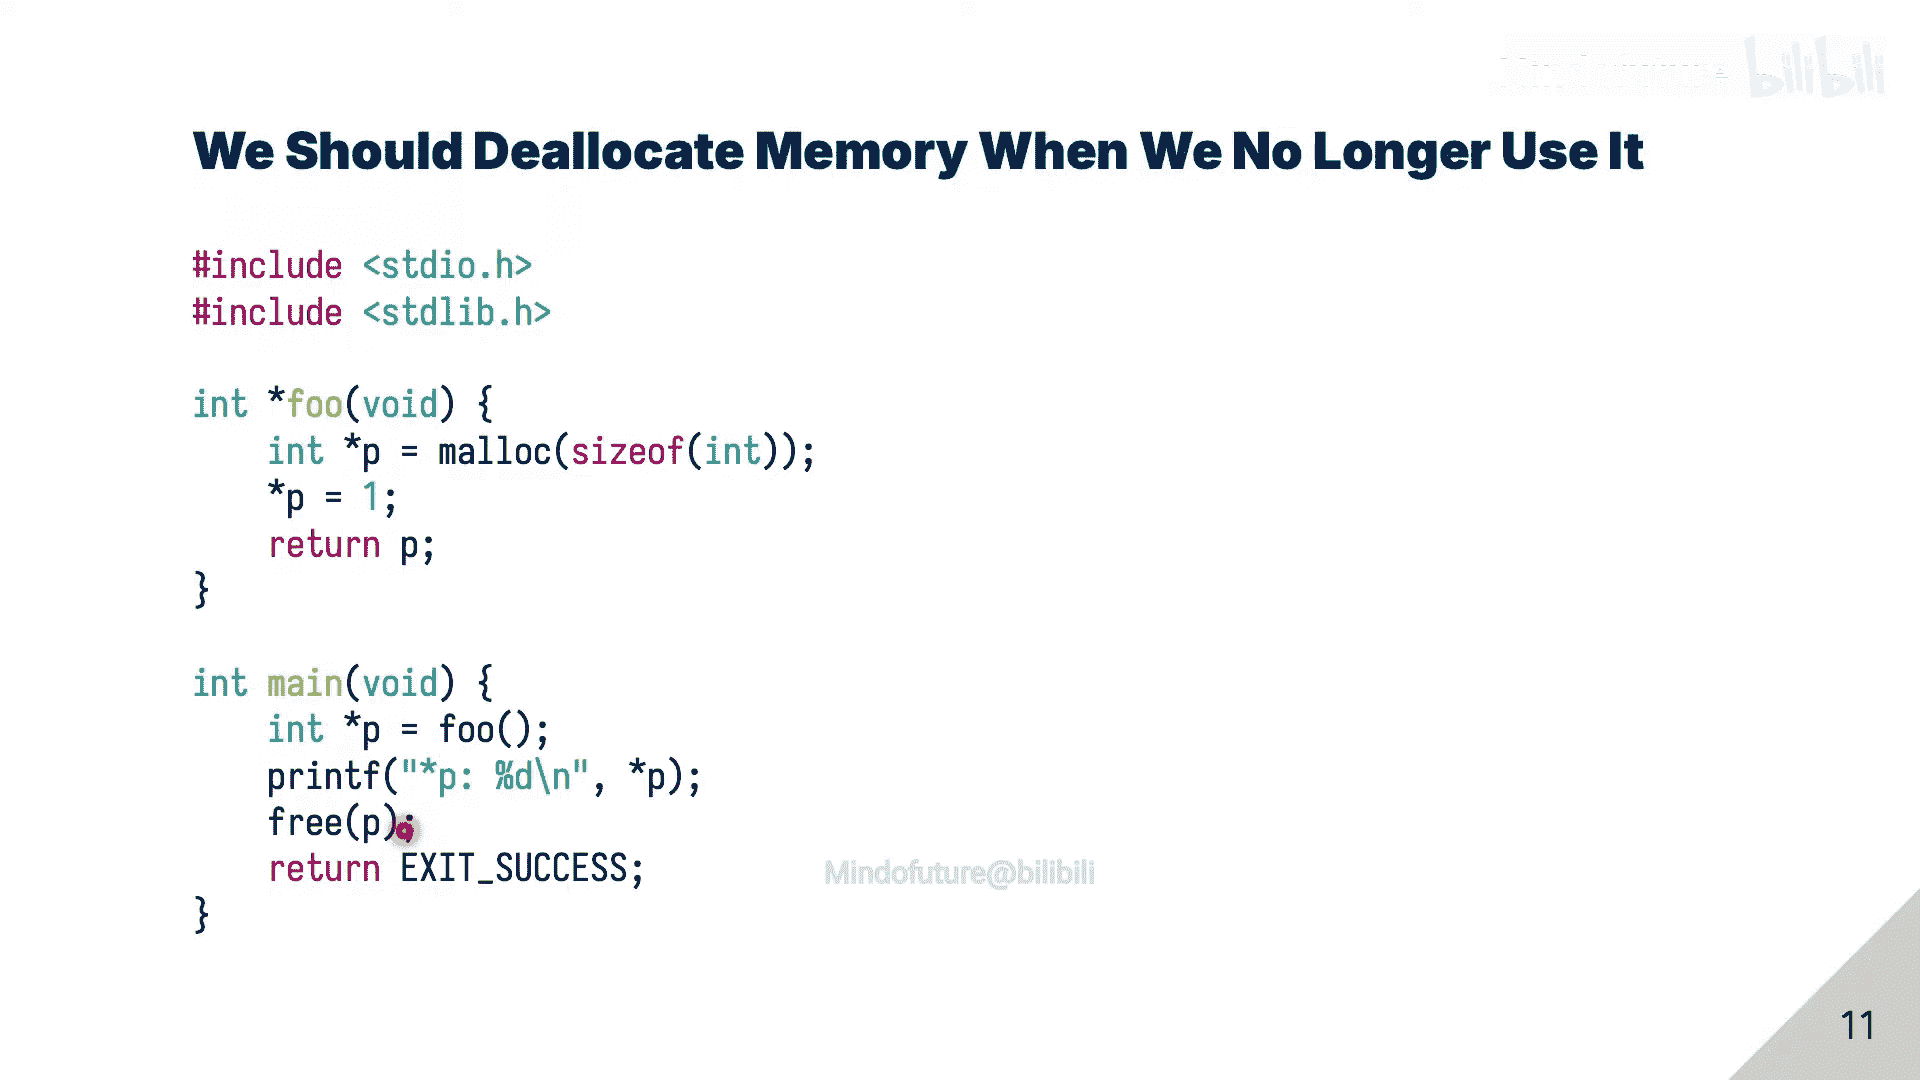 bilibili
We Should Deallocate Memory When We No Longer Use It
#include <stdio.h>
#include <stdlib.h>
int *foo(void) {
    int *p = malloc(sizeof(int));
    *p = 1;
    return p;
}
int main(void) {
    int *p = foo();
    printf("*p: %d\n", *p);
    free(p);
    return EXIT_SUCCESS;
}
Mindofuture@bilibili
11